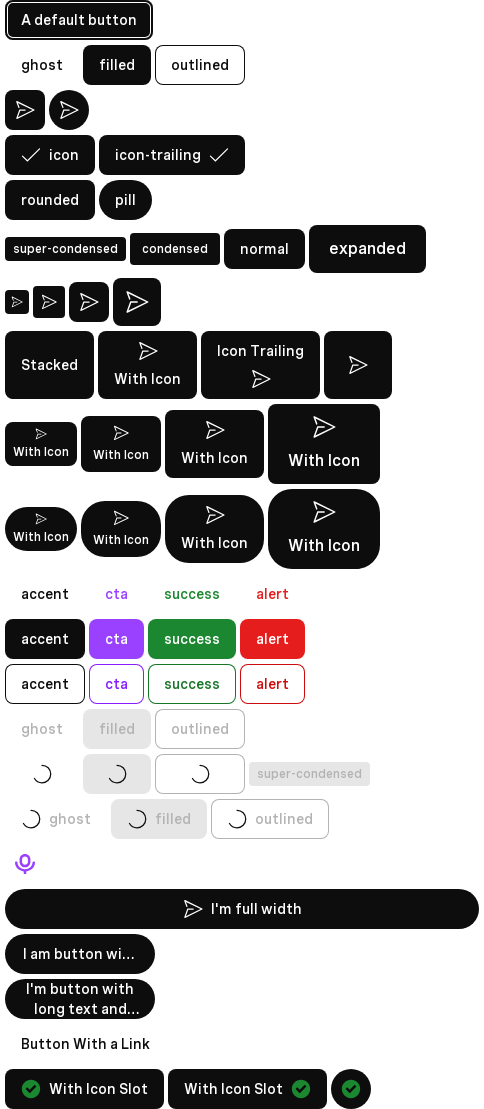 A default button
ghost filled outlined
icon icon-trailing
rounded pill
super-condensed condensed normal expanded
Stacked With Icon Icon Trailing
With Icon With Icon With Icon With Icon
With Icon With Icon With Icon With Icon
accent cta success alert
accent cta success alert
accent cta success alert
ghost filled outlined
super-condensed
ghost filled outlined
I'm full width
I am button wi...
I'm button with
long text and...
Button With a Link
With Icon Slot With Icon Slot